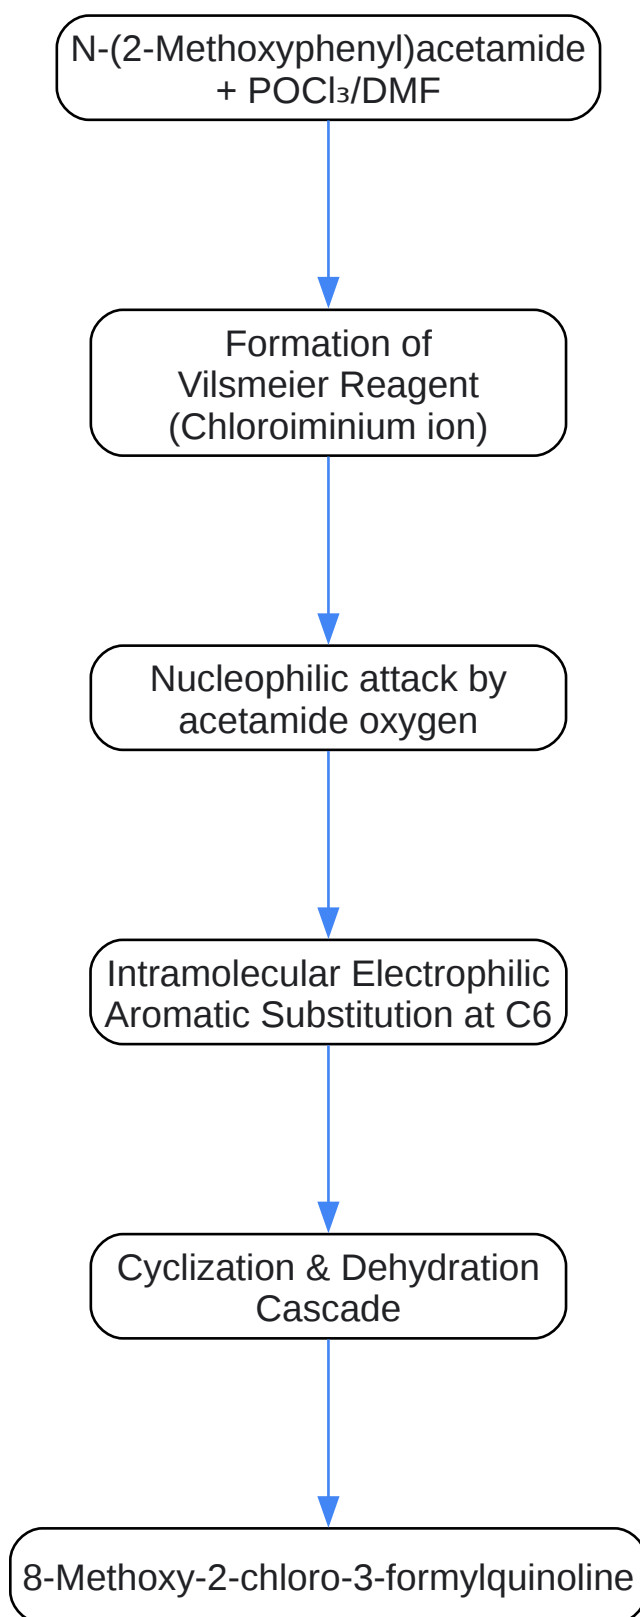 N-(2-Methoxyphenyl)acetamide
+ POCl₃/DMF
Formation of
Vilsmeier Reagent
(Chloroiminium ion)
Nucleophilic attack by
acetamide oxygen
Intramolecular Electrophilic
Aromatic Substitution at C6
Cyclization & Dehydration
Cascade
8-Methoxy-2-chloro-3-formylquinoline